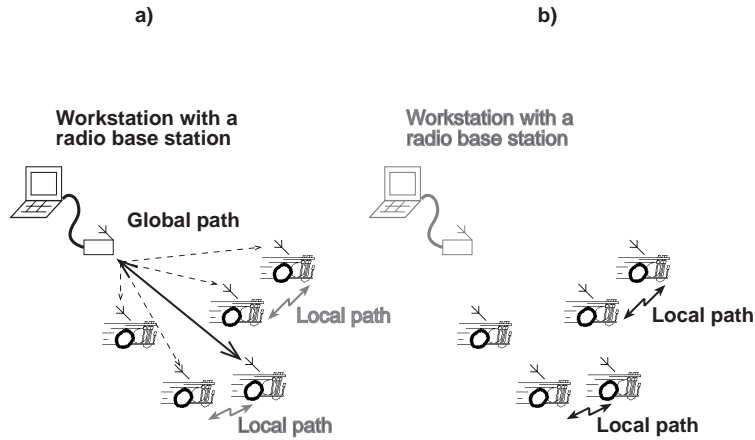 a)
Workstation with a
radio base station
Global path
Local path
Local path
b)
Workstation with a
radio base station
Local path
Local path